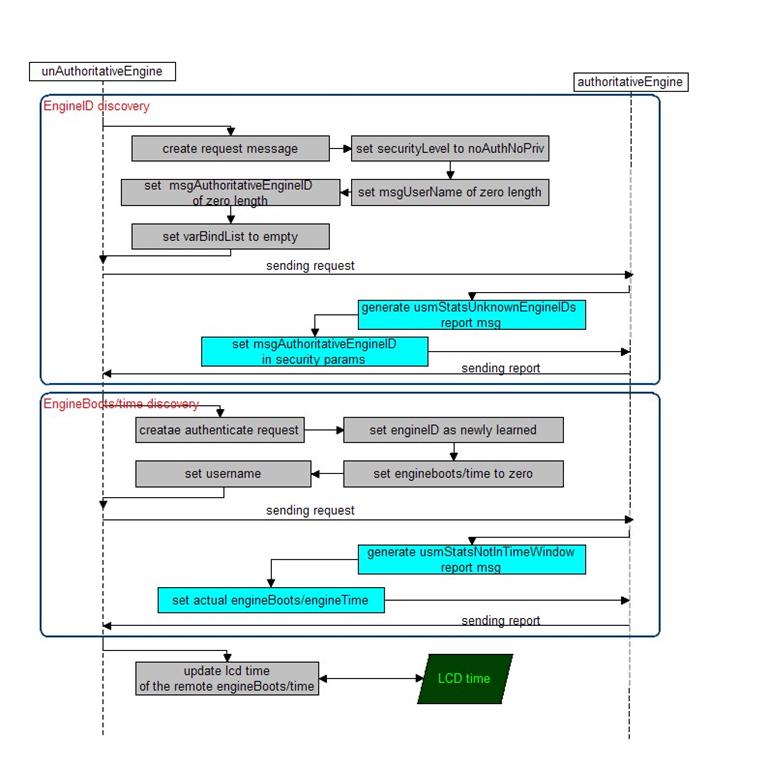 unAuthoritativeEngine
authoritativeEngine
EngineID discovery
create request message
set securityLevel to noAuthNoPriv
set msgAuthoritativeEngineID
of zero length
set msgUserName of zero length
set varBindList to empty
sending request
generate usmStatsUnknownEngineIDs
report msg
set msgAuthoritativeEngineID
in security params
sending report
EngineBoots/time discovery
creatae authenticate request
set engineID as newly learned
set username
set engineboots/time to zero
sending request
generate usmStatsNotInTimeWindow
report msg
set actual engineBoots/engineTime
sending report
update lcd time
of the remote engineBoots/time
LCD time